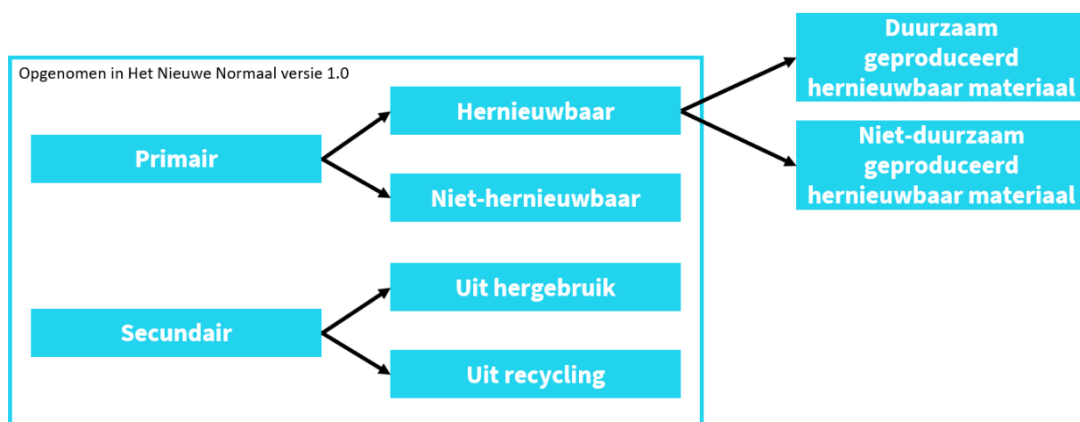 Opgenomen in Het Nieuwe Normaal versie 1.0
Primair
Hernieuwbaar
Niet-hernieuwbaar
Duurzaam
geproduceerd
hernieuwbaar materiaal
Niet-duurzaam
geproduceerd
hernieuwbaar materiaal
Secundair
Uit hergebruik
Uit recycling